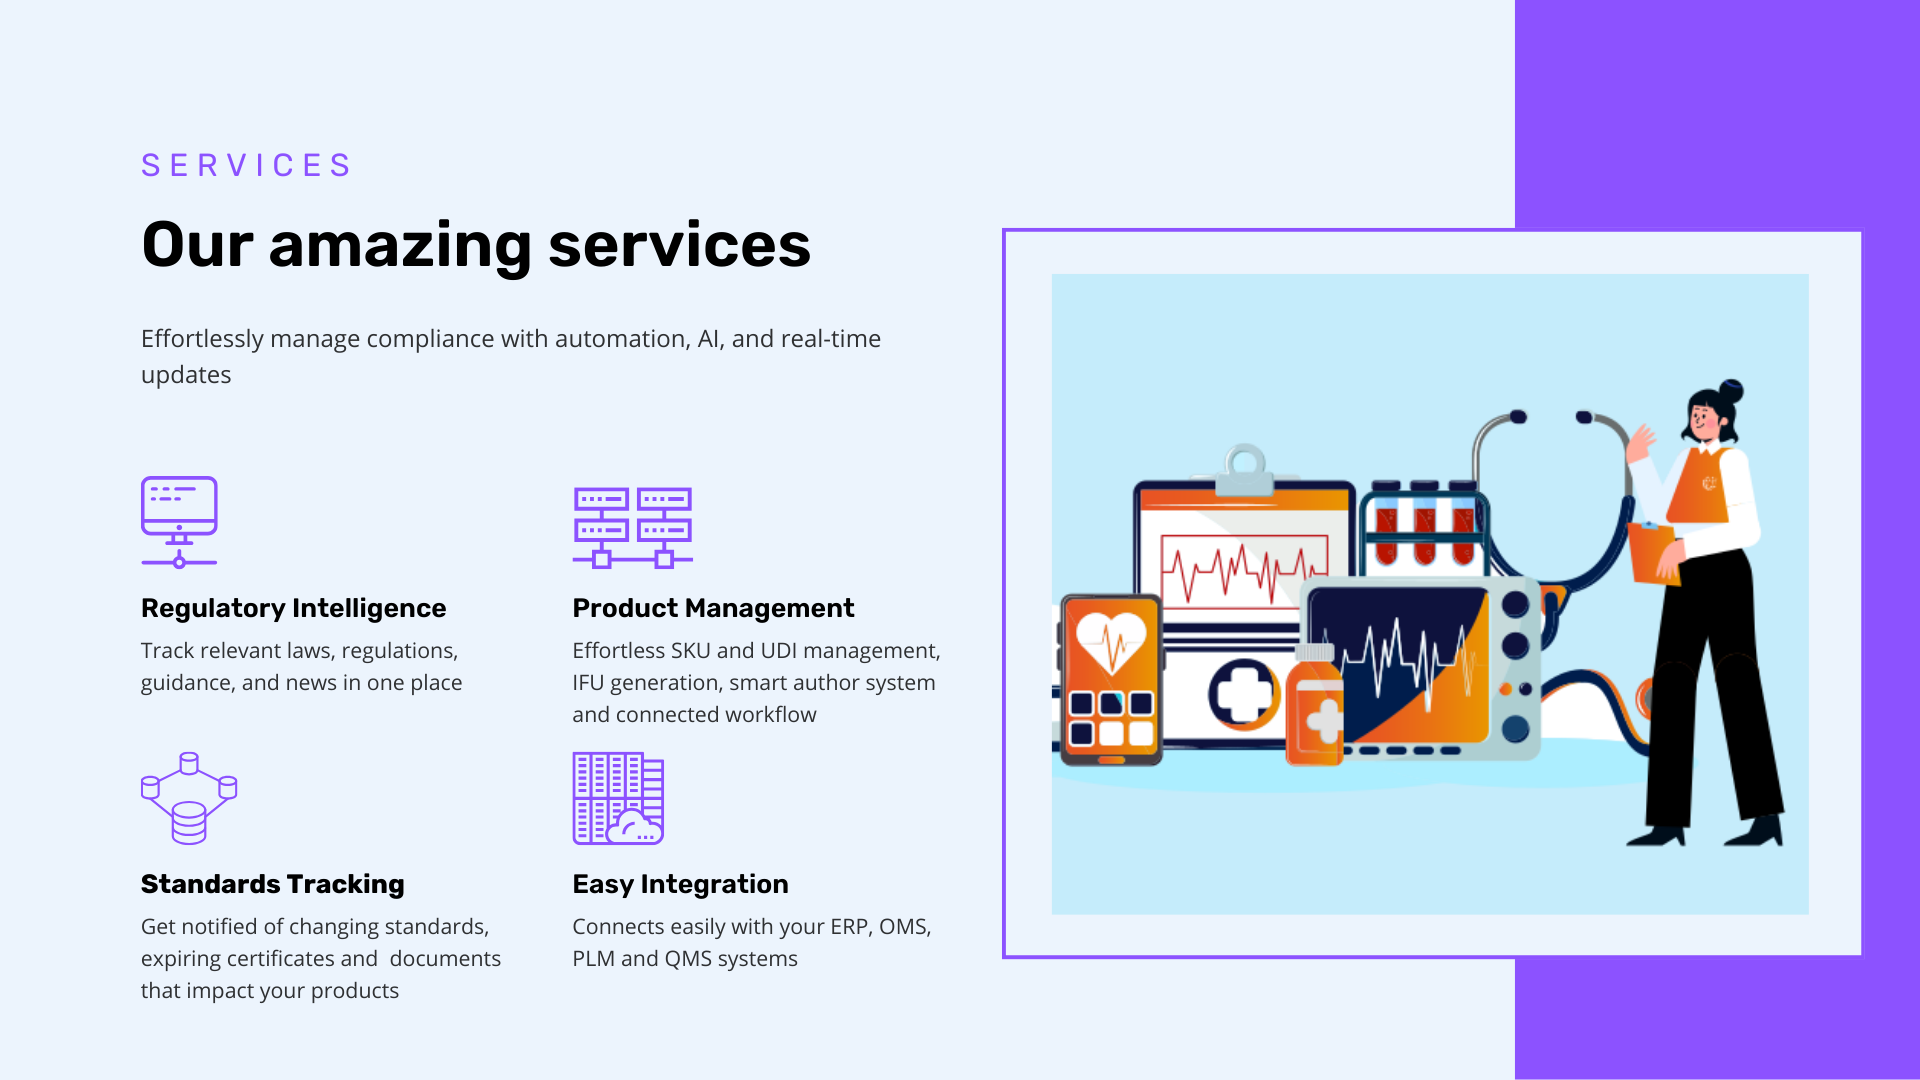 SERVICES
Our amazing services
Effortlessly manage compliance with automation, AI, and real-time
updates
Regulatory Intelligence
Track relevant laws, regulations,
guidance, and news in one place
Product Management
Effortless SKU and UDI management,
IFU generation, smart author system
and connected workflow
Standards Tracking
Get notified of changing standards,
expiring certificates and  documents
that impact your products
Easy Integration
Connects easily with your ERP, OMS,
PLM and QMS systems